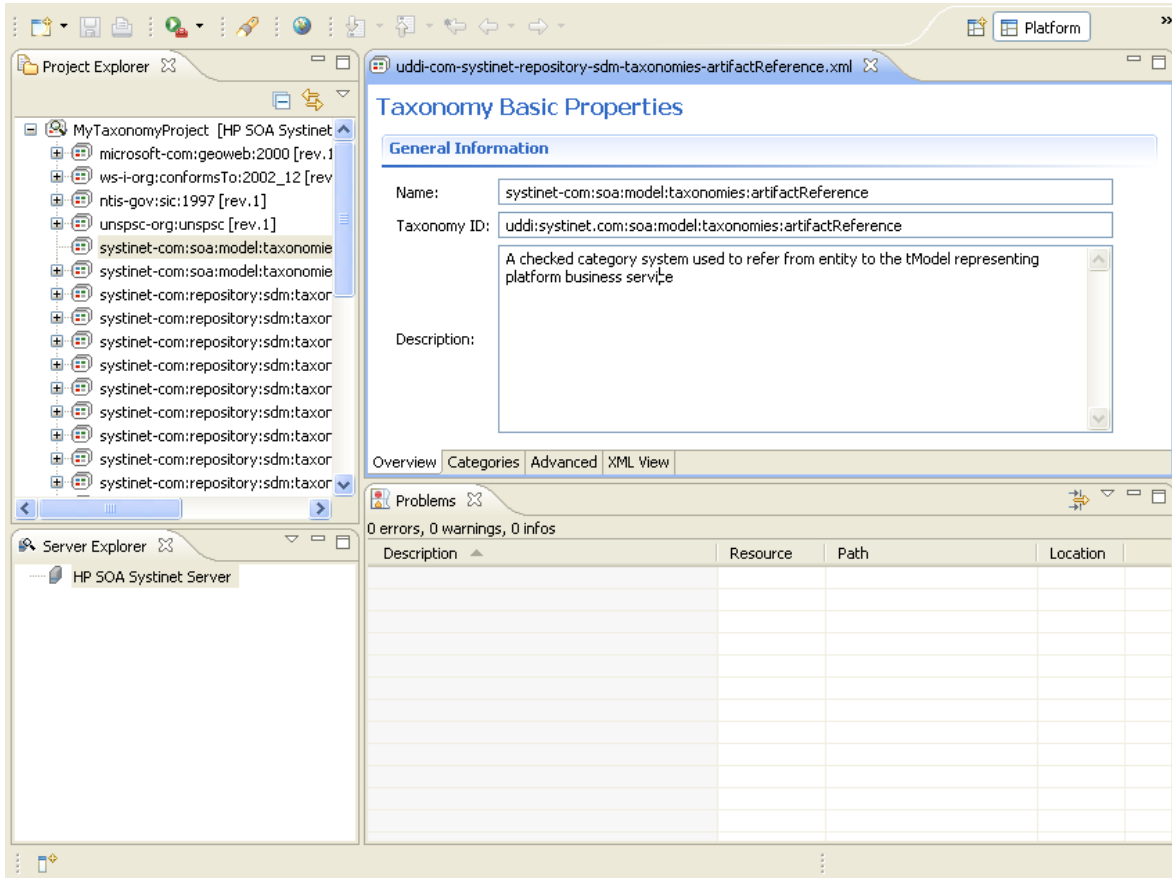 Platform
»
Project Explorer
MyTaxonomyProject [HP SOA Systinet
microsoft-com:geoweb:2000 [rev.1
ws-i-org:conformsTo:2002_12 [rev
ntis-gov:sic:1997 [rev.1]
unspsc-org:unspsc [rev.1]
systinet-com:soa:model:taxonomie
systinet-com:soa:model:taxonomie
systinet-com:repository:sdm:taxor
systinet-com:repository:sdm:taxor
systinet-com:repository:sdm:taxor
systinet-com:repository:sdm:taxor
systinet-com:repository:sdm:taxor
systinet-com:repository:sdm:taxor
systinet-com:repository:sdm:taxor
systinet-com:repository:sdm:taxor
systinet-com:repository:sdm:taxor
Server Explorer
HP SOA Systinet Server
uddi-com-systinet-repository-sdm-taxonomies-artifactReference.xml
Taxonomy Basic Properties
General Information
Name: systinet-com:soa:model:taxonomies:artifactReference
Taxonomy ID: uddi:systinet.com:soa:model:taxonomies:artifactReference
Description:
A checked category system used to refer from entity to the tModel representing
platform business service
Overview Categories Advanced XML View
Problems
0 errors, 0 warnings, 0 infos
Description Resource Path Location